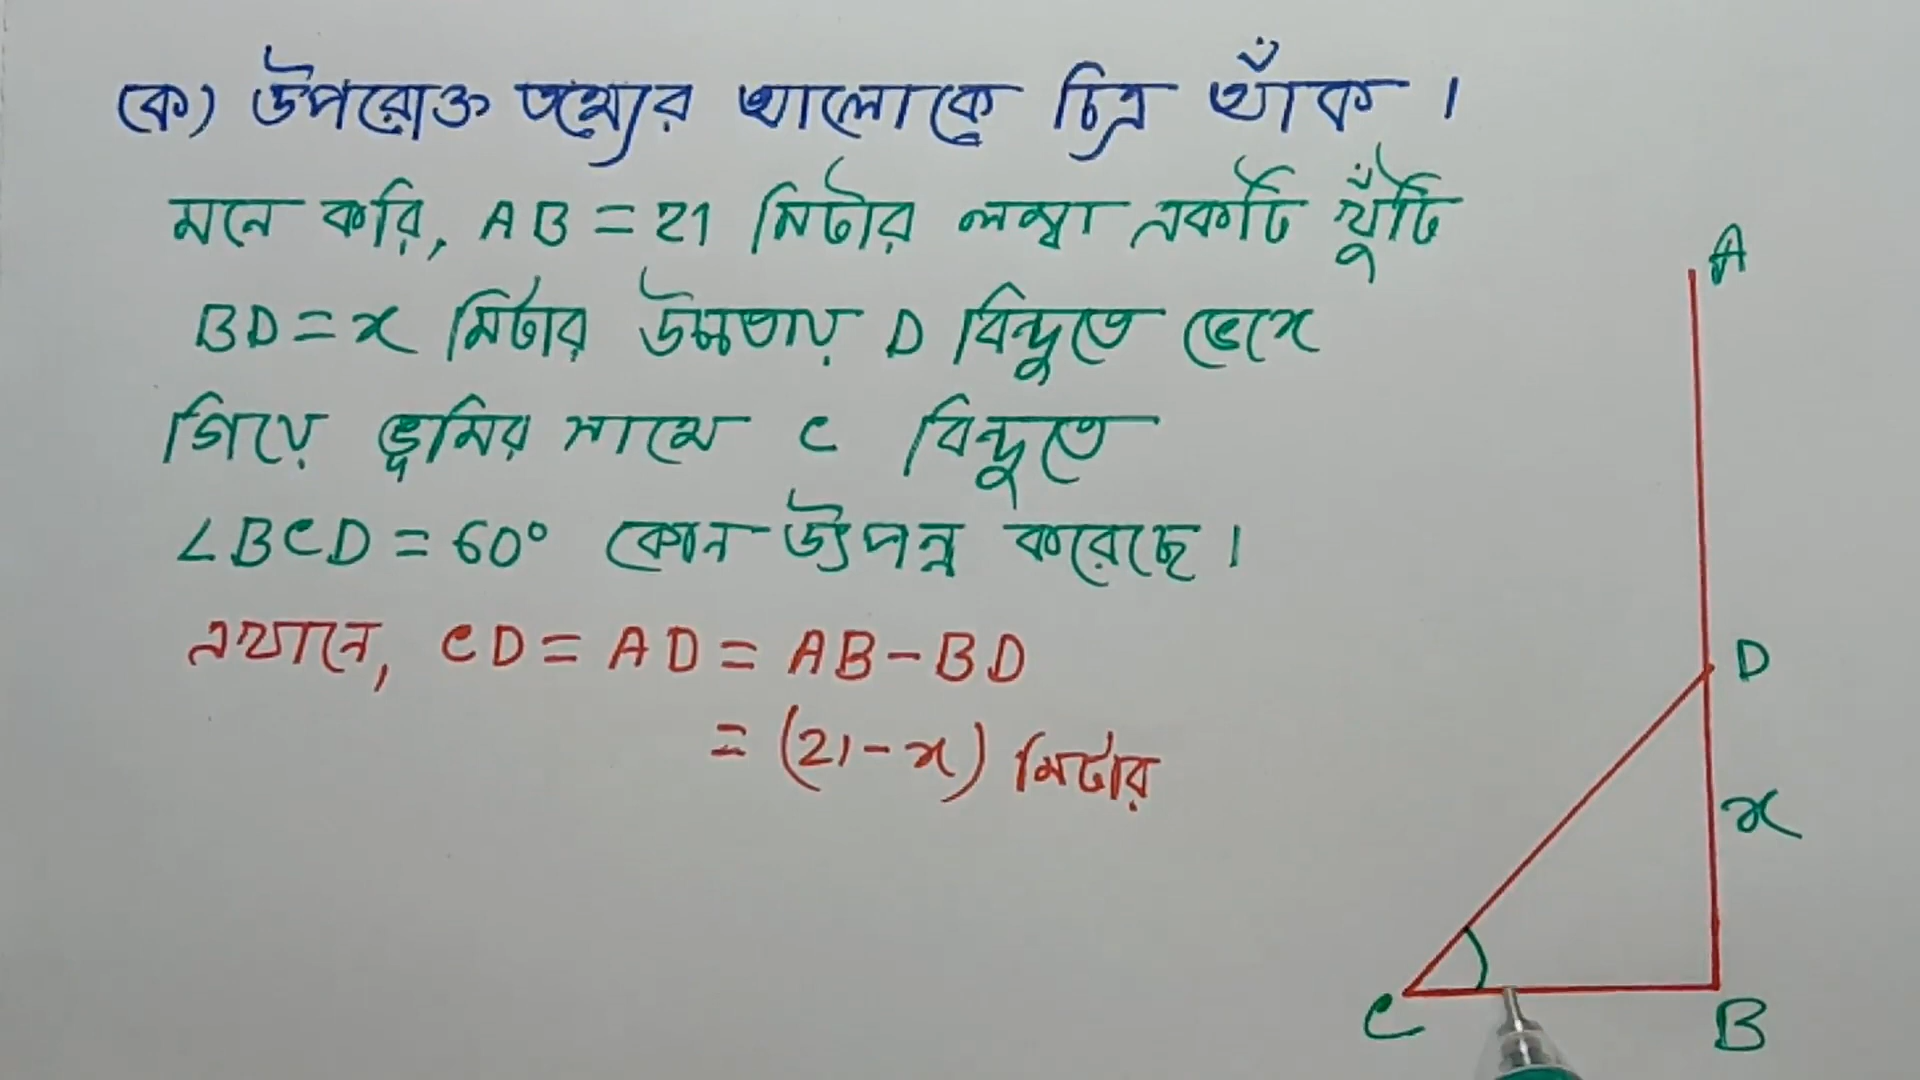 (ক) উপরোক্ত তথ্যের আলোকে চিত্র আঁক ।
মনে করি, AB = 21 মিটার লম্বা একটি খুঁটি
BD = x মিটার উচ্চতায় D বিন্দুতে ভেঙ্গে
গিয়ে ভূমির সাথে C বিন্দুতে
∠BCD = 60° কোন উৎপন্ন করেছে ।
এখানে, CD = AD = AB - BD
= (21 - x) মিটার
A
D
x
C
B